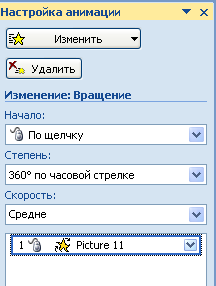 Настройка анимации
Изменить
Удалить
Изменение: Вращение
Начало:
По щелчку
Степень:
360° по часовой стрелке
Скорость:
Средне
1 Picture 11